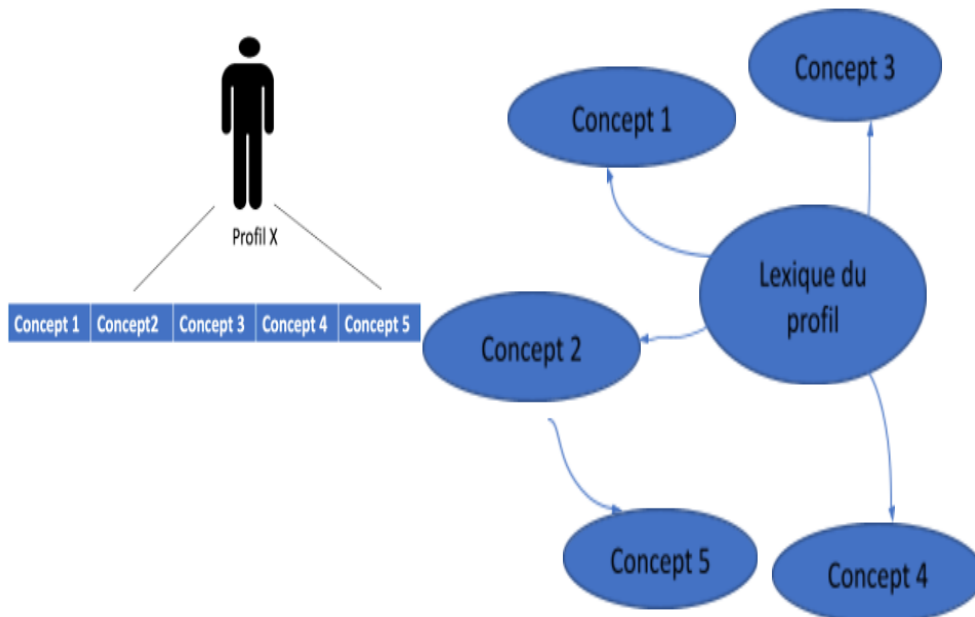 Profil X
Concept 1 Concept2 Concept 3 Concept 4 Concept 5
Concept 1
Concept 3
Lexique du
profil
Concept 2
Concept 5
Concept 4